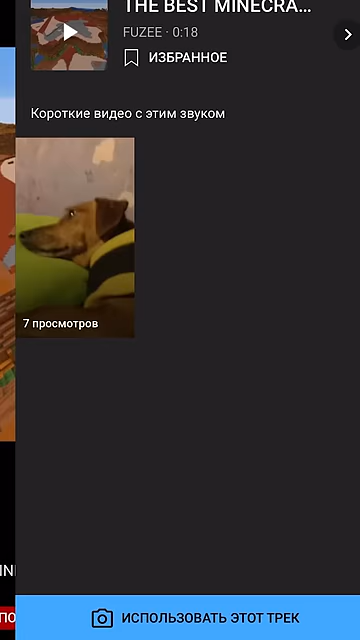 THE BEST MINECRA...
FUZEE · 0:18
ИЗБРАННОЕ
Короткие видео с этим звуком
7 просмотров
ИСПОЛЬЗОВАТЬ ЭТОТ ТРЕК